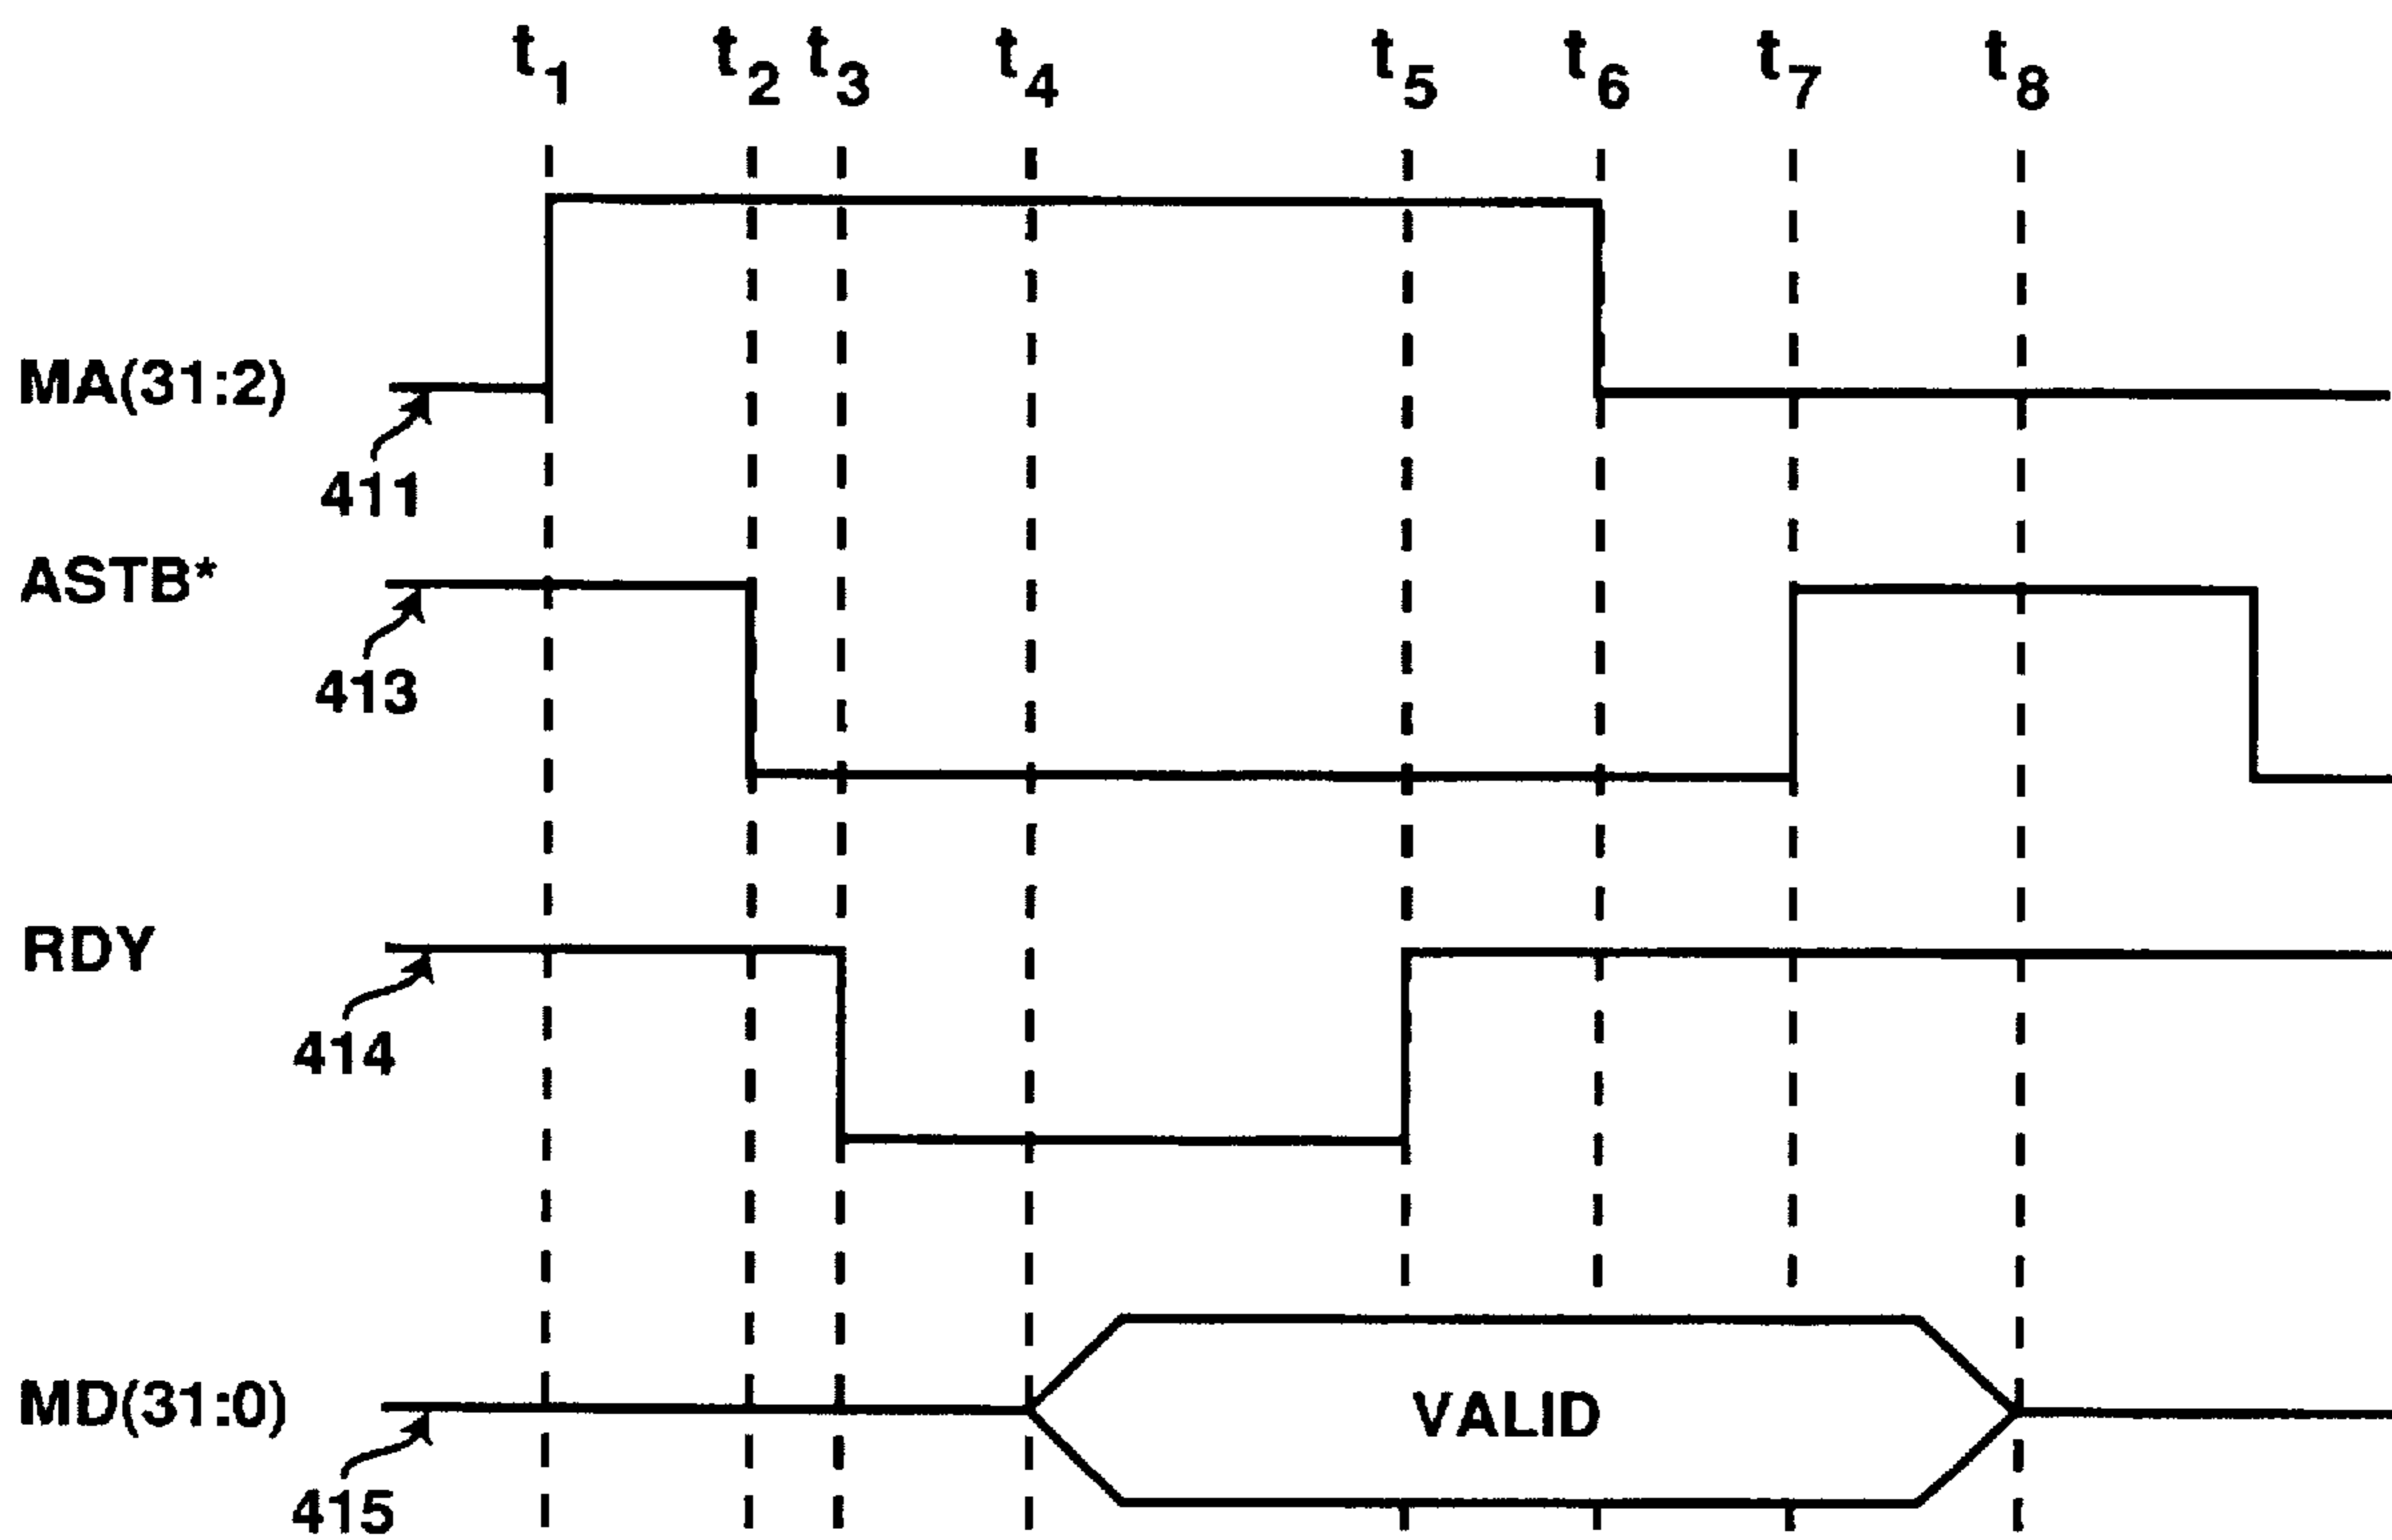 t1 t2 t3 t4 t5 t6 t7 t8
MA(31:2)
411
ASTB*
413
RDY
414
MD(31:0)
VALID
415